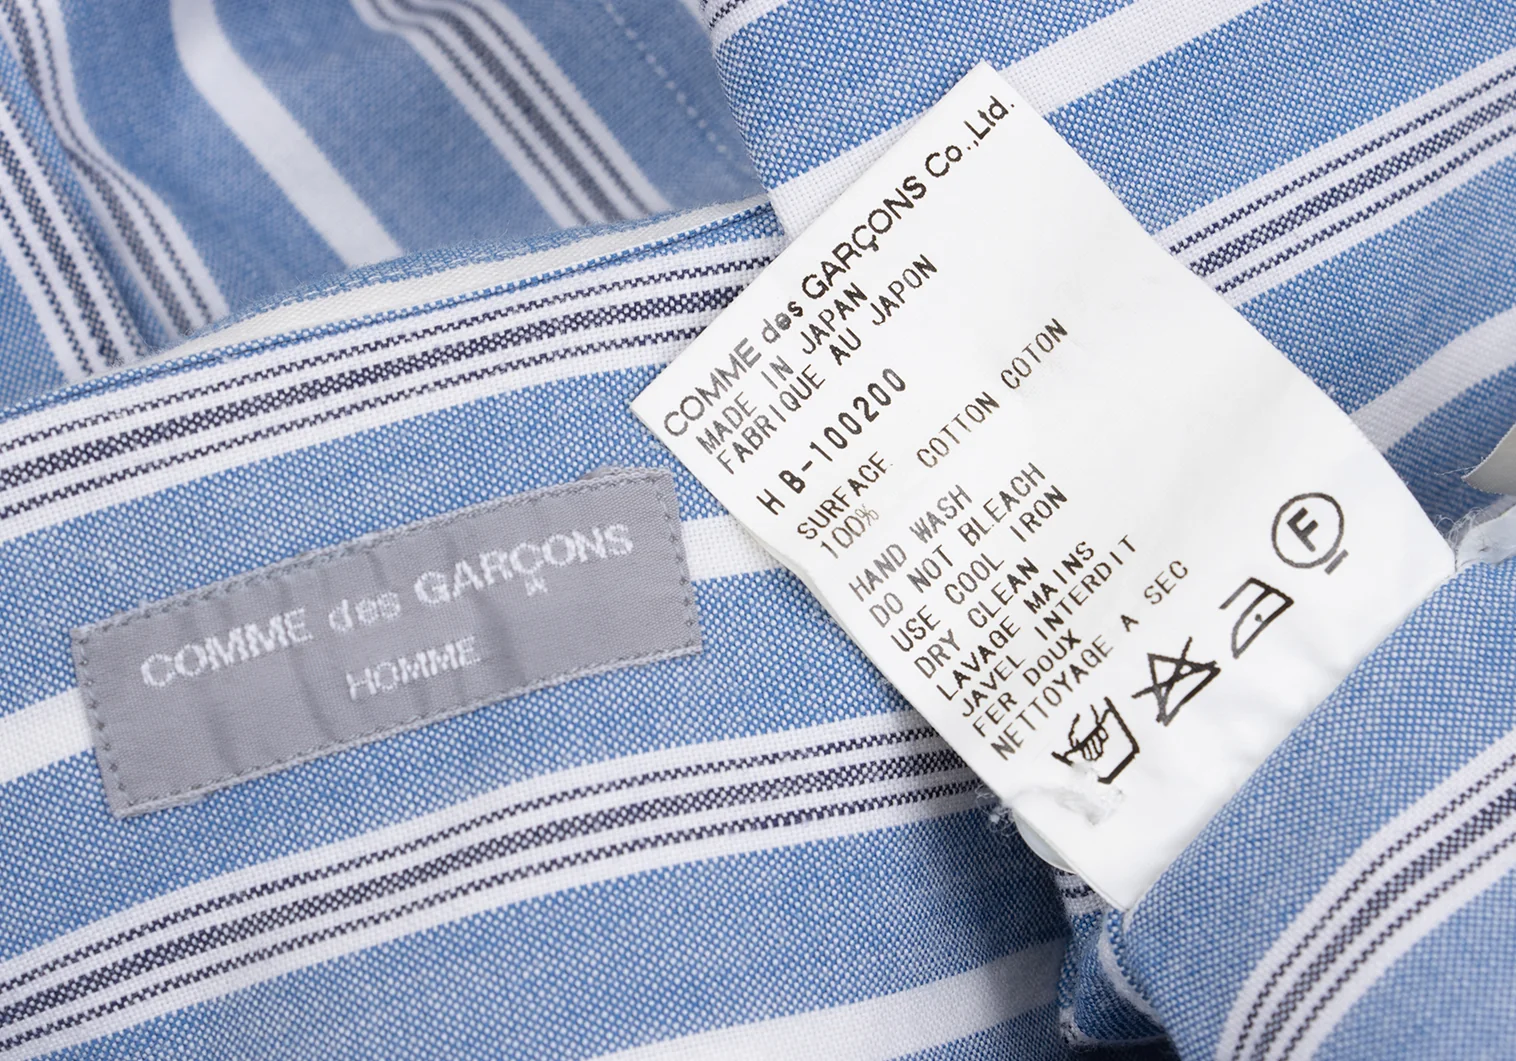 COMME des GARÇONS
HOMME
COMME des GARÇONS Co.,Ltd.
MADE IN JAPAN
FABRIQUE AU JAPON
HB-100200
SURFACE COTTON COTON
100%
HAND WASH
DO NOT BLEACH
USE COOL IRON
DRY CLEAN
LAVAGE MAINS
JAVEL INTERDIT
FER DOUX
NETTOYAGE A SEC
F